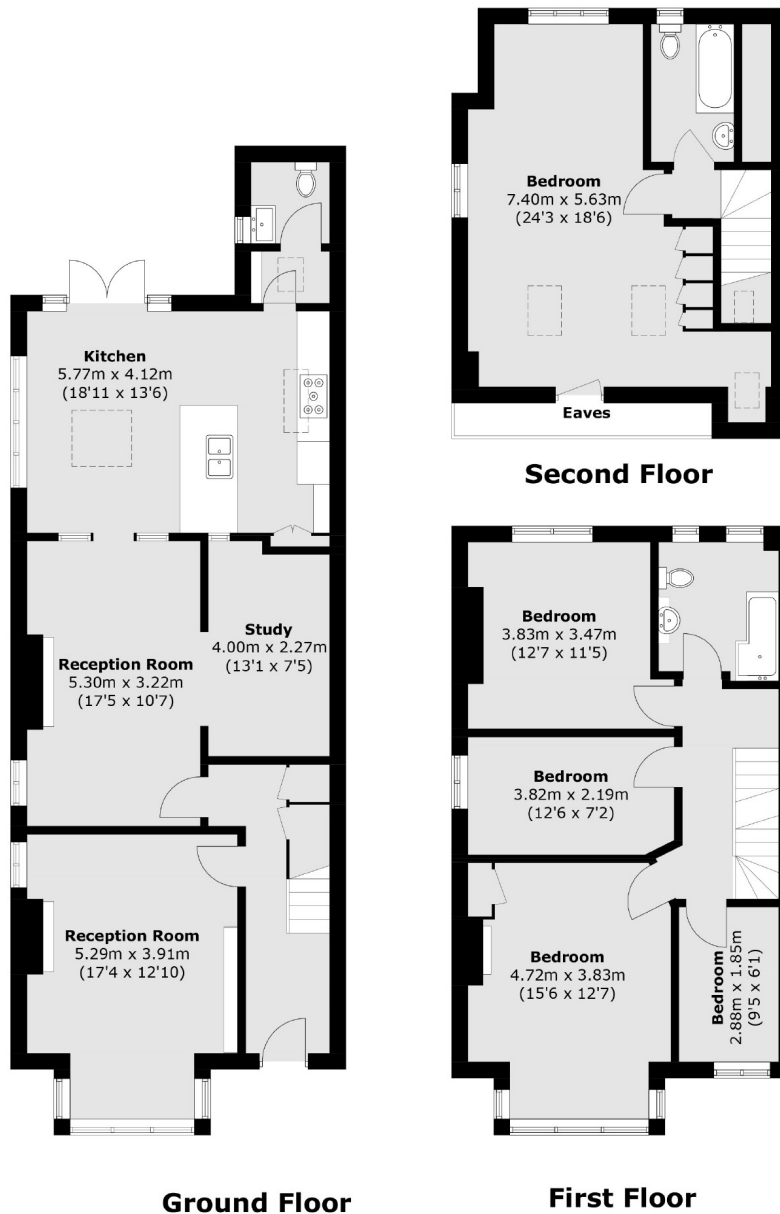 Kitchen
5.77m x 4.12m
(18'11 x 13'6)
Study
4.00m x 2.27m
(13'1 x 7'5)
Reception Room
5.30m x 3.22m
(17'5 x 10'7)
Reception Room
5.29m x 3.91m
(17'4 x 12'10)
Ground Floor
Bedroom
7.40m x 5.63m
(24'3 x 18'6)
Eaves
Second Floor
Bedroom
3.83m x 3.47m
(12'7 x 11'5)
Bedroom
3.82m x 2.19m
(12'6 x 7'2)
Bedroom
4.72m x 3.83m
(15'6 x 12'7)
Bedroom
2.88m x 1.85m
(9'5 x 6'1)
First Floor